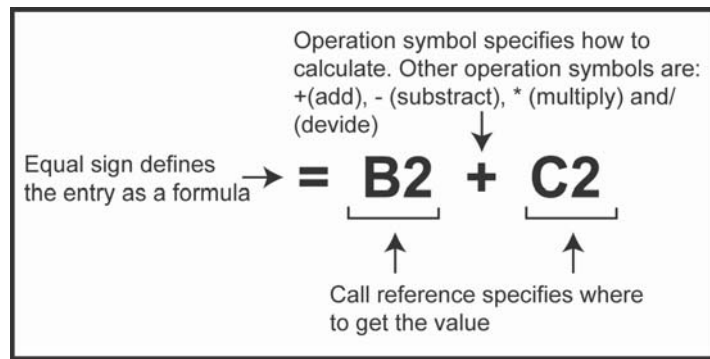 Operation symbol specifies how to
calculate. Other operation symbols are:
+(add), - (substract), * (multiply) and/
(devide)
Equal sign defines
the entry as a formula
= B2 + C2
Call reference specifies where
to get the value